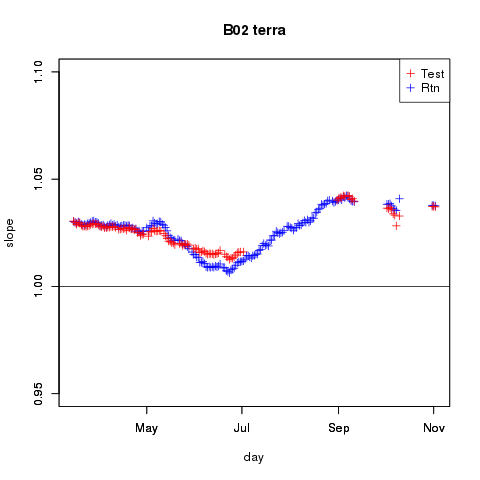 B02 terra
Test
Rtn
1.10
1.05
1.00
0.95
slope
May Jul Sep Nov
day